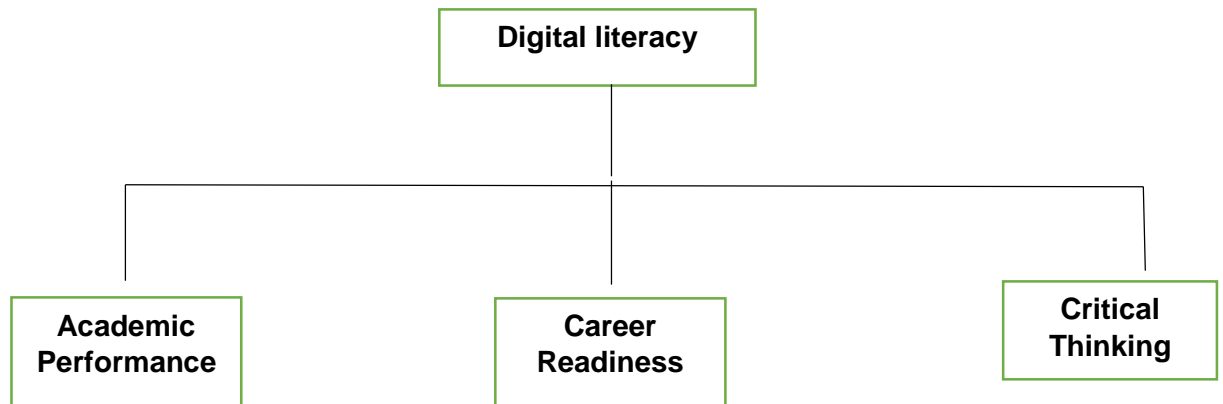 Digital literacy
Academic
Performance
Career
Readiness
Critical
Thinking